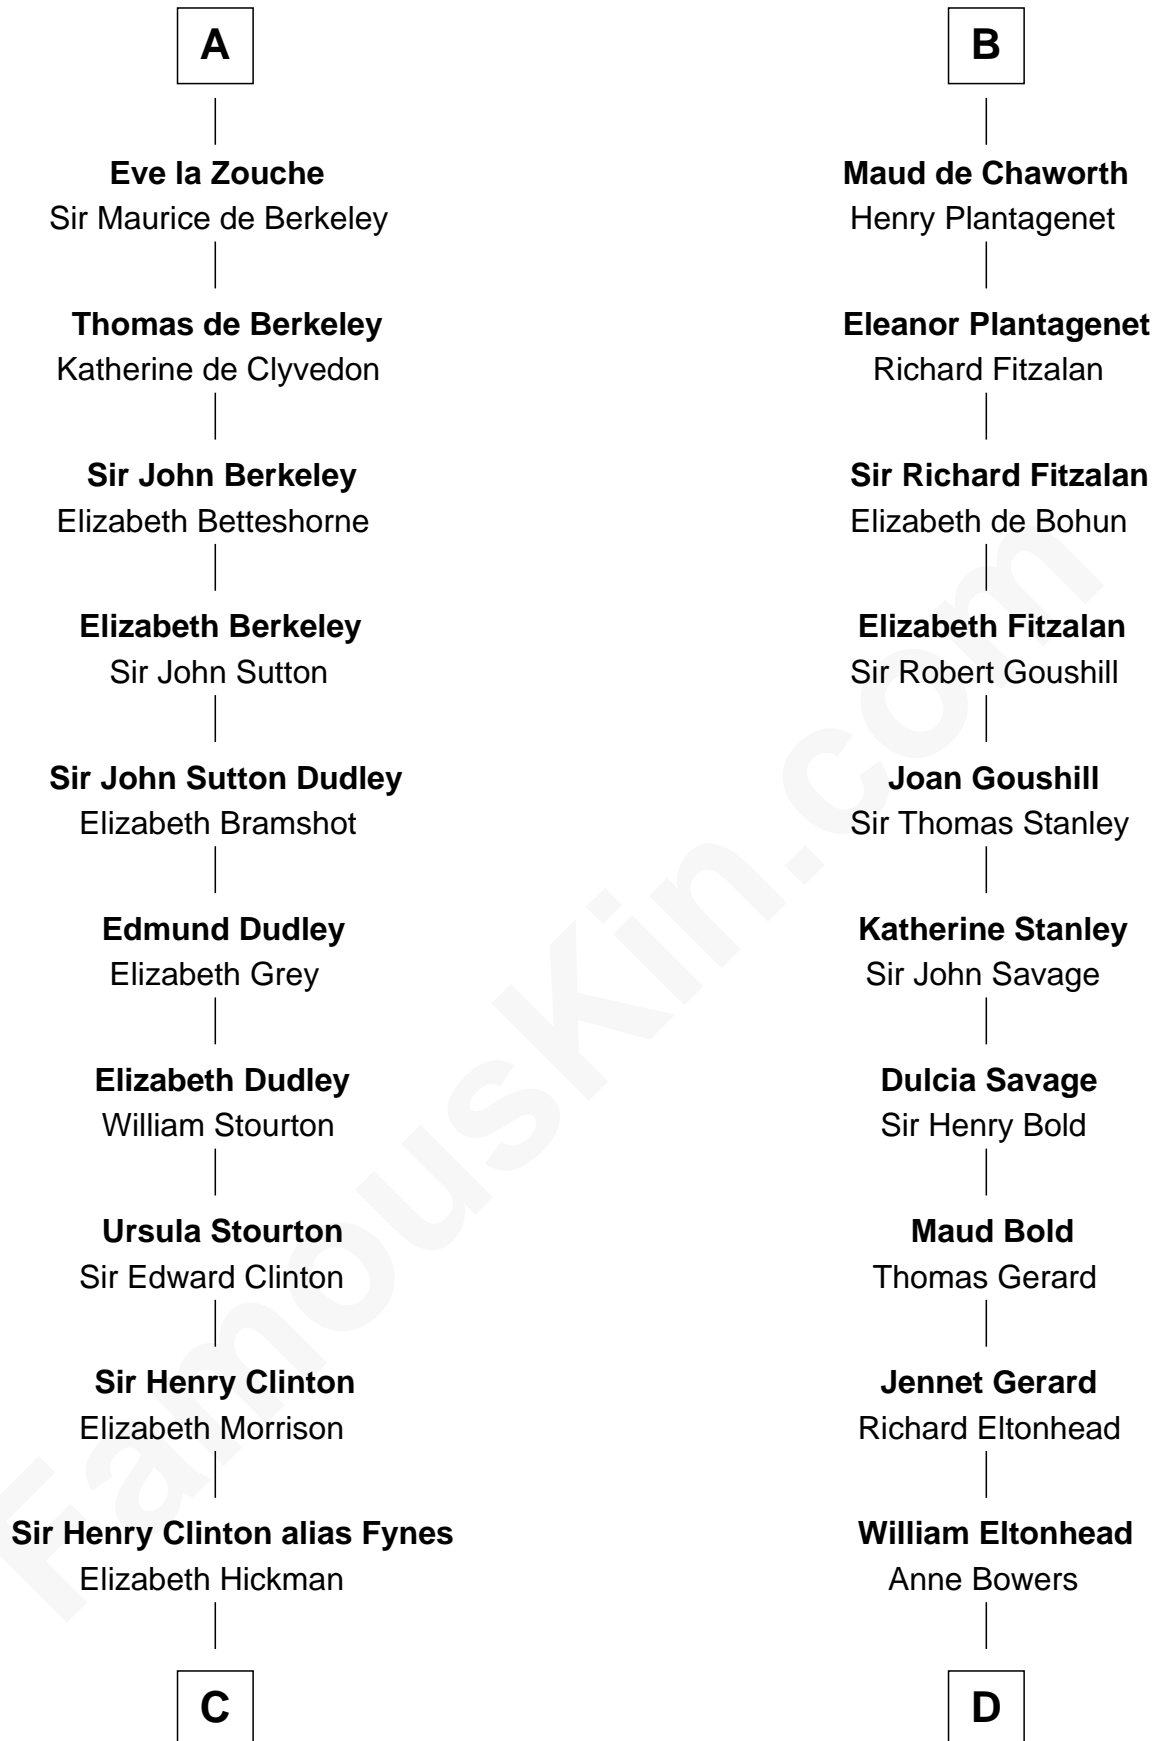 A
Eve la Zouche
Sir Maurice de Berkeley
Thomas de Berkeley
Katherine de Clyvedon
Sir John Berkeley
Elizabeth Betteshorne
Elizabeth Berkeley
Sir John Sutton
Sir John Sutton Dudley
Elizabeth Bramshot
Edmund Dudley
Elizabeth Grey
Elizabeth Dudley
William Stourton
Ursula Stourton
Sir Edward Clinton
Sir Henry Clinton
Elizabeth Morrison
Sir Henry Clinton alias Fynes
Elizabeth Hickman
C
B
Maud de Chaworth
Henry Plantagenet
Eleanor Plantagenet
Richard Fitzalan
Sir Richard Fitzalan
Elizabeth de Bohun
Elizabeth Fitzalan
Sir Robert Goushill
Joan Goushill
Sir Thomas Stanley
Katherine Stanley
Sir John Savage
Dulcia Savage
Sir Henry Bold
Maud Bold
Thomas Gerard
Jennet Gerard
Richard Eltonhead
William Eltonhead
Anne Bowers
D
FamousKin.com